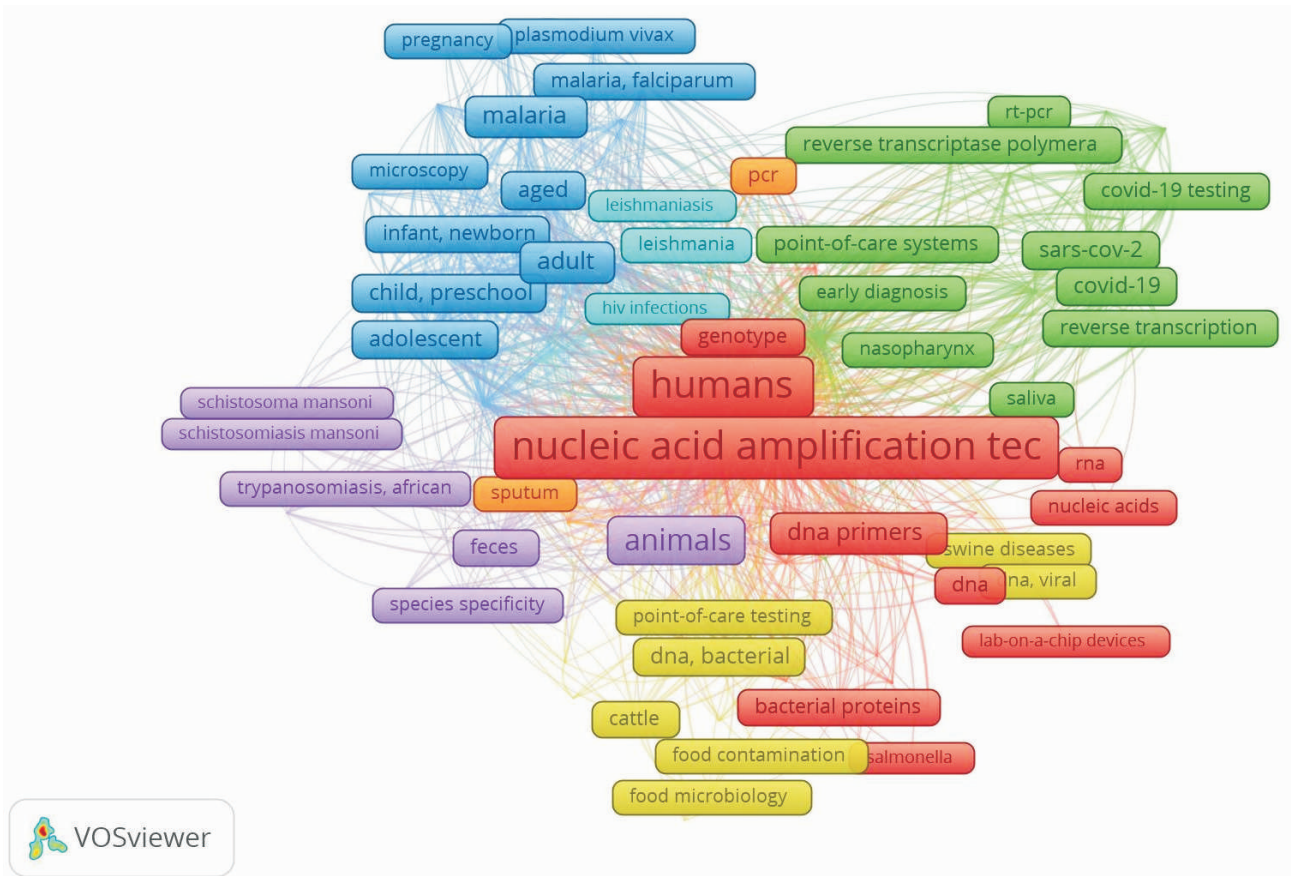 pregnancy
plasmodium vivax
malaria, falciparum
malaria
rt-pcr
reverse transcriptase polymera
microscopy
aged
pcr
covid-19 testing
leishmaniasis
infant, newborn
leishmania
point-of-care systems
sars-cov-2
adult
child, preschool
early diagnosis
covid-19
hiv infections
adolescent
genotype
nasopharynx
reverse transcription
humans
schistosoma mansoni
saliva
schistosomiasis mansoni
nucleic acid amplification tec
rna
trypanosomiasis, african
sputum
nucleic acids
feces
animals
dna primers
swine diseases
dna
na, viral
species specificity
point-of-care testing
lab-on-a-chip devices
dna, bacterial
bacterial proteins
cattle
food contamination
salmonella
food microbiology
VOSviewer